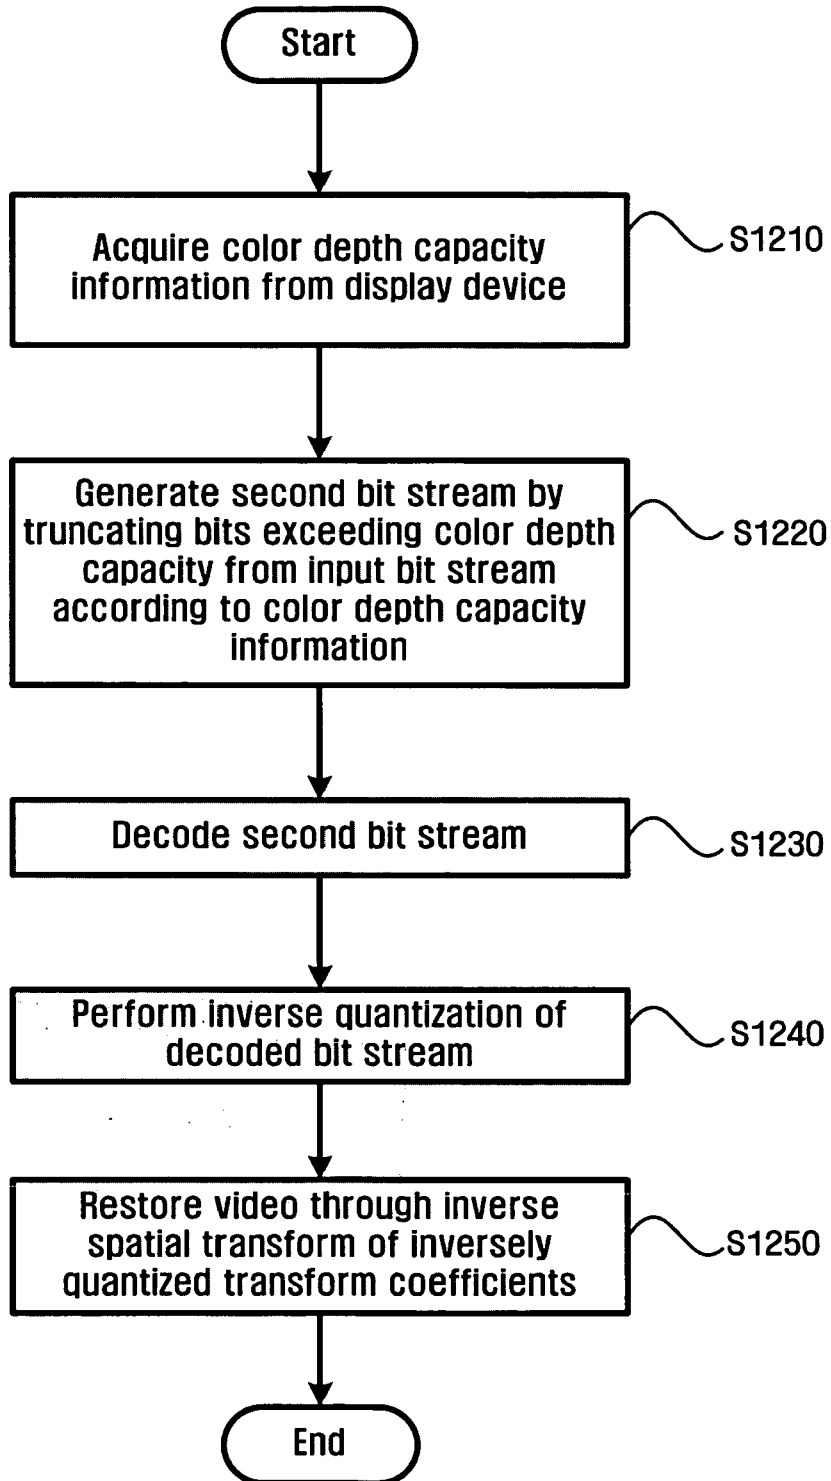 Start
Acquire color depth capacity
information from display device
S1210
Generate second bit stream by
truncating bits exceeding color depth
capacity from input bit stream
according to color depth capacity
information
S1220
Decode second bit stream
S1230
Perform inverse quantization of
decoded bit stream
S1240
Restore video through inverse
spatial transform of inversely
quantized transform coefficients
S1250
End